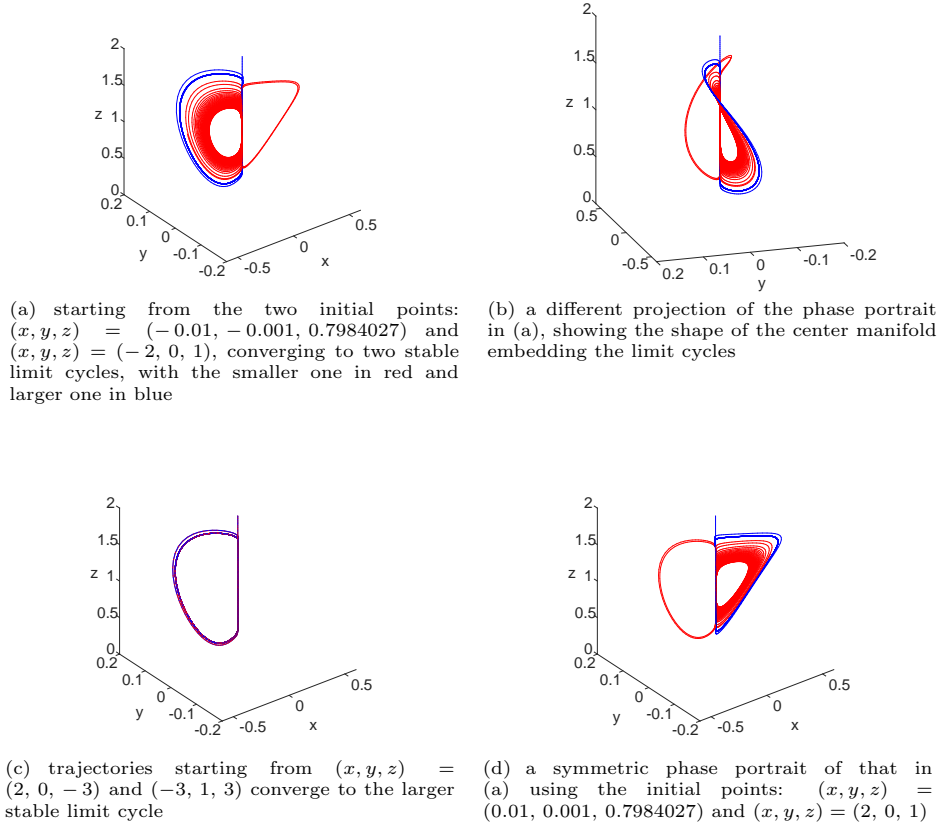 2
1.5
z
1
0.5
0
0.2
0.1
0
-0.1
-0.2
y
-0.5
0
0.5
x
2
1.5
z
1
0.5
0
0.5
0
-0.5
0.2
0.1
0
-0.1
-0.2
y
(a) starting from the two initial points:
(x, y, z) = (− 0.01, − 0.001, 0.7984027) and
(x, y, z) = (− 2, 0, 1), converging to two stable
limit cycles, with the smaller one in red and
larger one in blue
(b) a different projection of the phase portrait
in (a), showing the shape of the center manifold
embedding the limit cycles
2
1.5
z
1
0.5
0
0.2
0.1
0
-0.1
-0.2
y
-0.5
0
0.5
x
2
1.5
z
1
0.5
0
0.2
0.1
0
-0.1
-0.2
y
-0.5
0
0.5
x
(c) trajectories starting from (x, y, z) =
(2, 0, − 3) and (−3, 1, 3) converge to the larger
stable limit cycle
(d) a symmetric phase portrait of that in
(a) using the initial points: (x, y, z) =
(0.01, 0.001, 0.7984027) and (x, y, z) = (2, 0, 1)